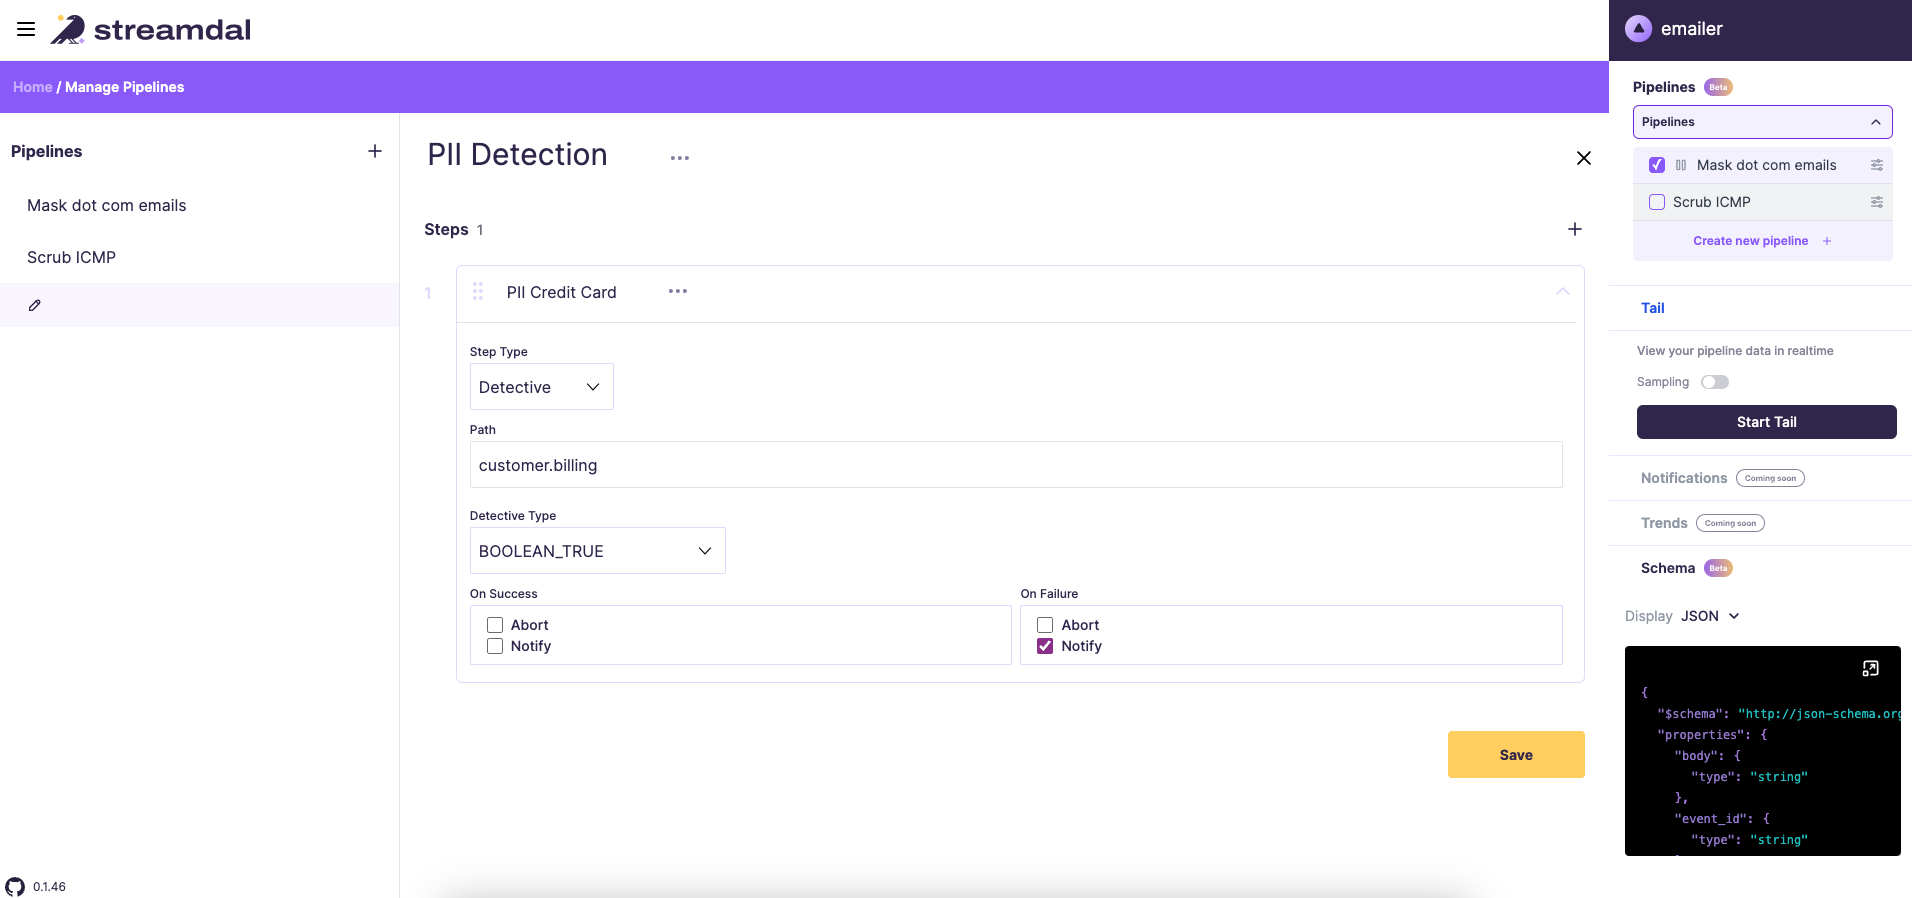 streamdal
emailer
Home / Manage Pipelines
Pipelines
Mask dot com emails
Scrub ICMP
PII Detection
Steps 1
1
PII Credit Card
Step Type
Detective
Path
customer.billing
Detective Type
BOOLEAN_TRUE
On Success
Abort
Notify
On Failure
Abort
Notify
Save
0.1.46
Pipelines Beta
Pipelines
Mask dot com emails
Scrub ICMP
Create new pipeline +
Tail
View your pipeline data in realtime
Sampling
Start Tail
Notifications Coming soon
Trends Coming soon
Schema Beta
Display JSON
{
"$schema": "http://json-schema.org
"properties": {
"body": {
"type": "string"
},
"event_id": {
"type": "string"